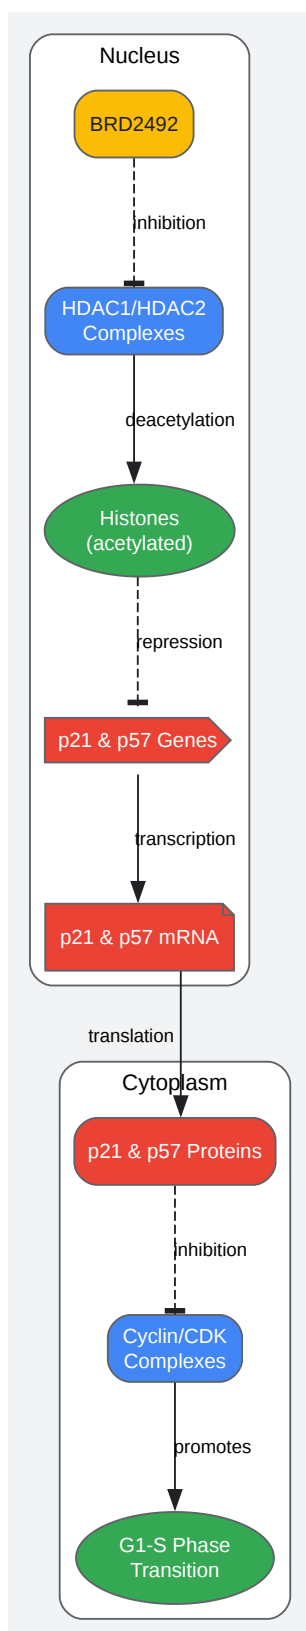 Nucleus
BRD2492
inhibition
HDAC1/HDAC2
Complexes
deacetylation
Histones
(acetylated)
repression
p21 & p57 Genes
transcription
p21 & p57 mRNA
translation
Cytoplasm
p21 & p57 Proteins
inhibition
Cyclin/CDK
Complexes
promotes
G1-S Phase
Transition